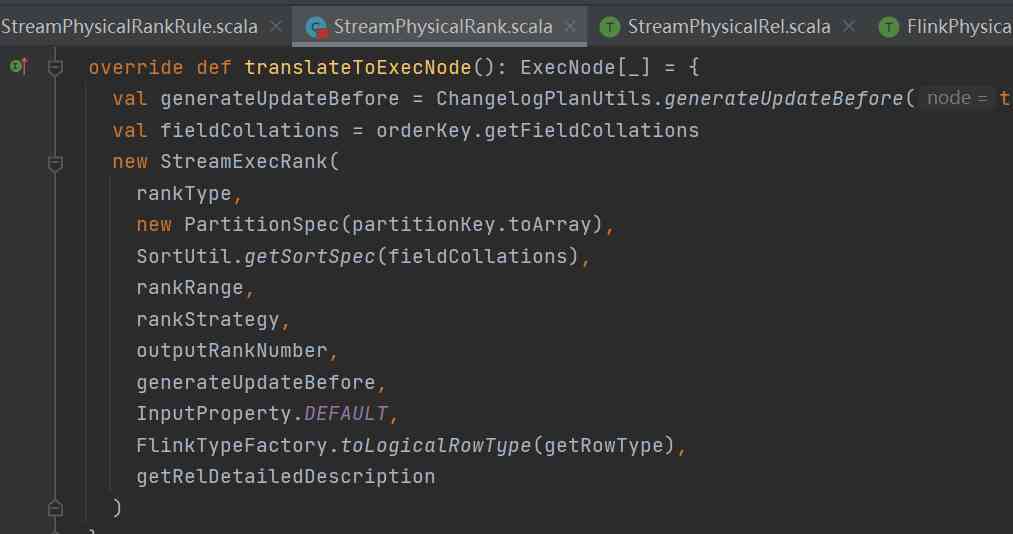 StreamPhysicalRankRule.scala × StreamPhysicalRank.scala × StreamPhysicalRel.scala × FlinkPhysica
override def translateToExecNode(): ExecNode[_] = {
val generateUpdateBefore = ChangelogPlanUtils.generateUpdateBefore( node = t
val fieldCollations = orderKey.getFieldCollations
new StreamExecRank(
rankType,
new PartitionSpec(partitionKey.toArray),
SortUtil.getSortSpec(fieldCollations),
rankRange,
rankStrategy,
outputRankNumber,
generateUpdateBefore,
InputProperty.DEFAULT,
FlinkTypeFactory.toLogicalRowType(getRowType),
getRelDetailedDescription
)
}